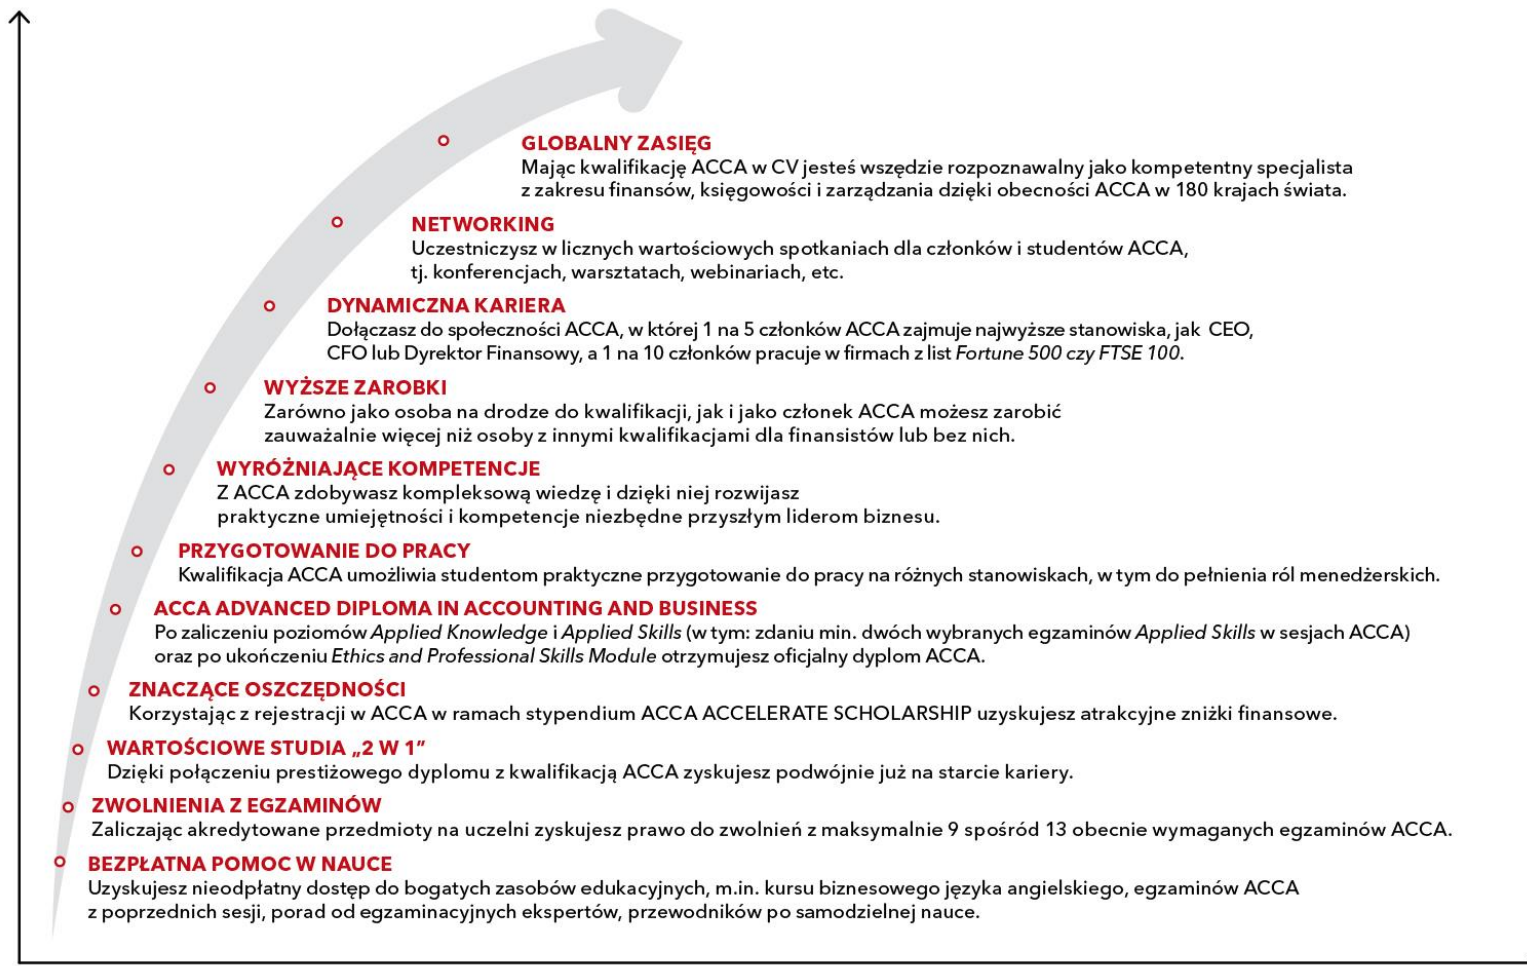 GLOBALNY ZASIĘG
Mając kwalifikację ACCA w CV jesteś wszędzie rozpoznawalny jako kompetentny specjalista
z zakresu finansów, księgowości i zarządzania dzięki obecności ACCA w 180 krajach świata.
NETWORKING
Uczestniczysz w licznych wartościowych spotkaniach dla członków i studentów ACCA,
tj. konferencjach, warsztatach, webinariach, etc.
DYNAMICZNA KARIERA
Dołączasz do społeczności ACCA, w której 1 na 5 członków ACCA zajmuje najwyższe stanowiska, jak CEO,
CFO lub Dyrektor Finansowy, a 1 na 10 członków pracuje w firmach z list Fortune 500 czy FTSE 100.
WYŻSZE ZAROBKI
Zarówno jako osoba na drodze do kwalifikacji, jak i jako członek ACCA możesz zarobić
zauważalnie więcej niż osoby z innymi kwalifikacjami dla finansistów lub bez nich.
WYRÓŻNIAJĄCE KOMPETENCJE
Z ACCA zdobywasz kompleksową wiedzę i dzięki niej rozwijasz
praktyczne umiejętności i kompetencje niezbędne przyszłym liderom biznesu.
PRZYGOTOWANIE DO PRACY
Kwalifikacja ACCA umożliwia studentom praktyczne przygotowanie do pracy na różnych stanowiskach, w tym do pełnienia ról menedżerskich.
ACCA ADVANCED DIPLOMA IN ACCOUNTING AND BUSINESS
Po zaliczeniu poziomów Applied Knowledge i Applied Skills (w tym: zdaniu min. dwóch wybranych egzaminów Applied Skills w sesjach ACCA)
oraz po ukończeniu Ethics and Professional Skills Module otrzymujesz oficjalny dyplom ACCA.
ZNACZĄCE OSZCZĘDNOŚCI
Korzystając z rejestracji w ACCA w ramach stypendium ACCA ACCELERATE SCHOLARSHIP uzyskujesz atrakcyjne zniżki finansowe.
WARTOŚCIOWE STUDIA „2 W 1”
Dzięki połączeniu prestiżowego dyplomu z kwalifikacją ACCA zyskujesz podwójnie już na starcie kariery.
ZWOLNIENIA Z EGZAMINÓW
Zaliczając akredytowane przedmioty na uczelni zyskujesz prawo do zwolnień z maksymalnie 9 spośród 13 obecnie wymaganych egzaminów ACCA.
BEZPŁATNA POMOC W NAUCE
Uzyskujesz nieodpłatny dostęp do bogatych zasobów edukacyjnych, m.in. kursu biznesowego języka angielskiego, egzaminów ACCA
z poprzednich sesji, porad od egzaminacyjnych ekspertów, przewodników po samodzielnej nauce.